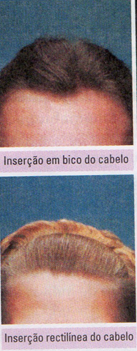 Inserção em bico do cabelo
Inserção rectilínea do cabelo